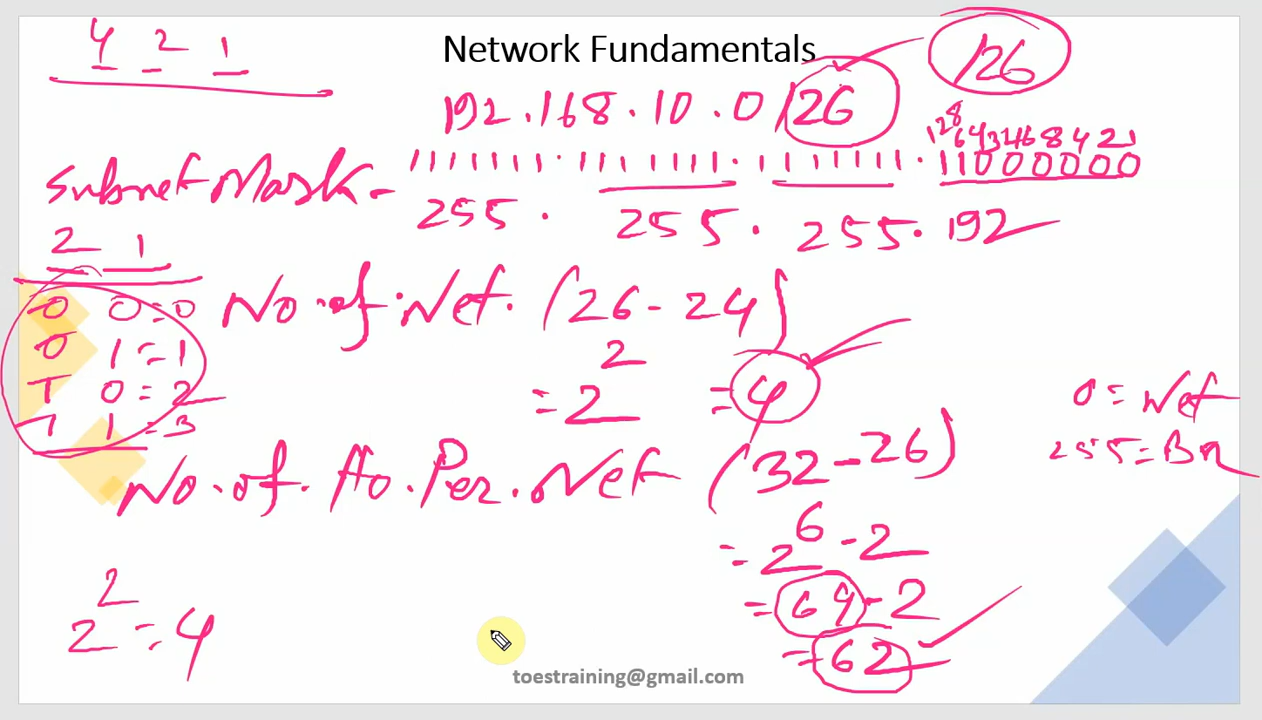 4 2 1
Network Fundamentals
/26
192.168.10.0/26
128 64 32 16 8 4 2 1
11111111.11111111.11111111.11000000
Subnet Mask -
255. 255. 255. 192
2 1
0 0=0
0 1=1
1 0=2
1 1=3
No.of.Net. (26-24)
= 2^2 = 4
0 = Net
255 = BR
No.of.Ho.Per.Net (32-26)
= 2^6 - 2
= 64 - 2
= 62
2^2 = 4
toestraining@gmail.com